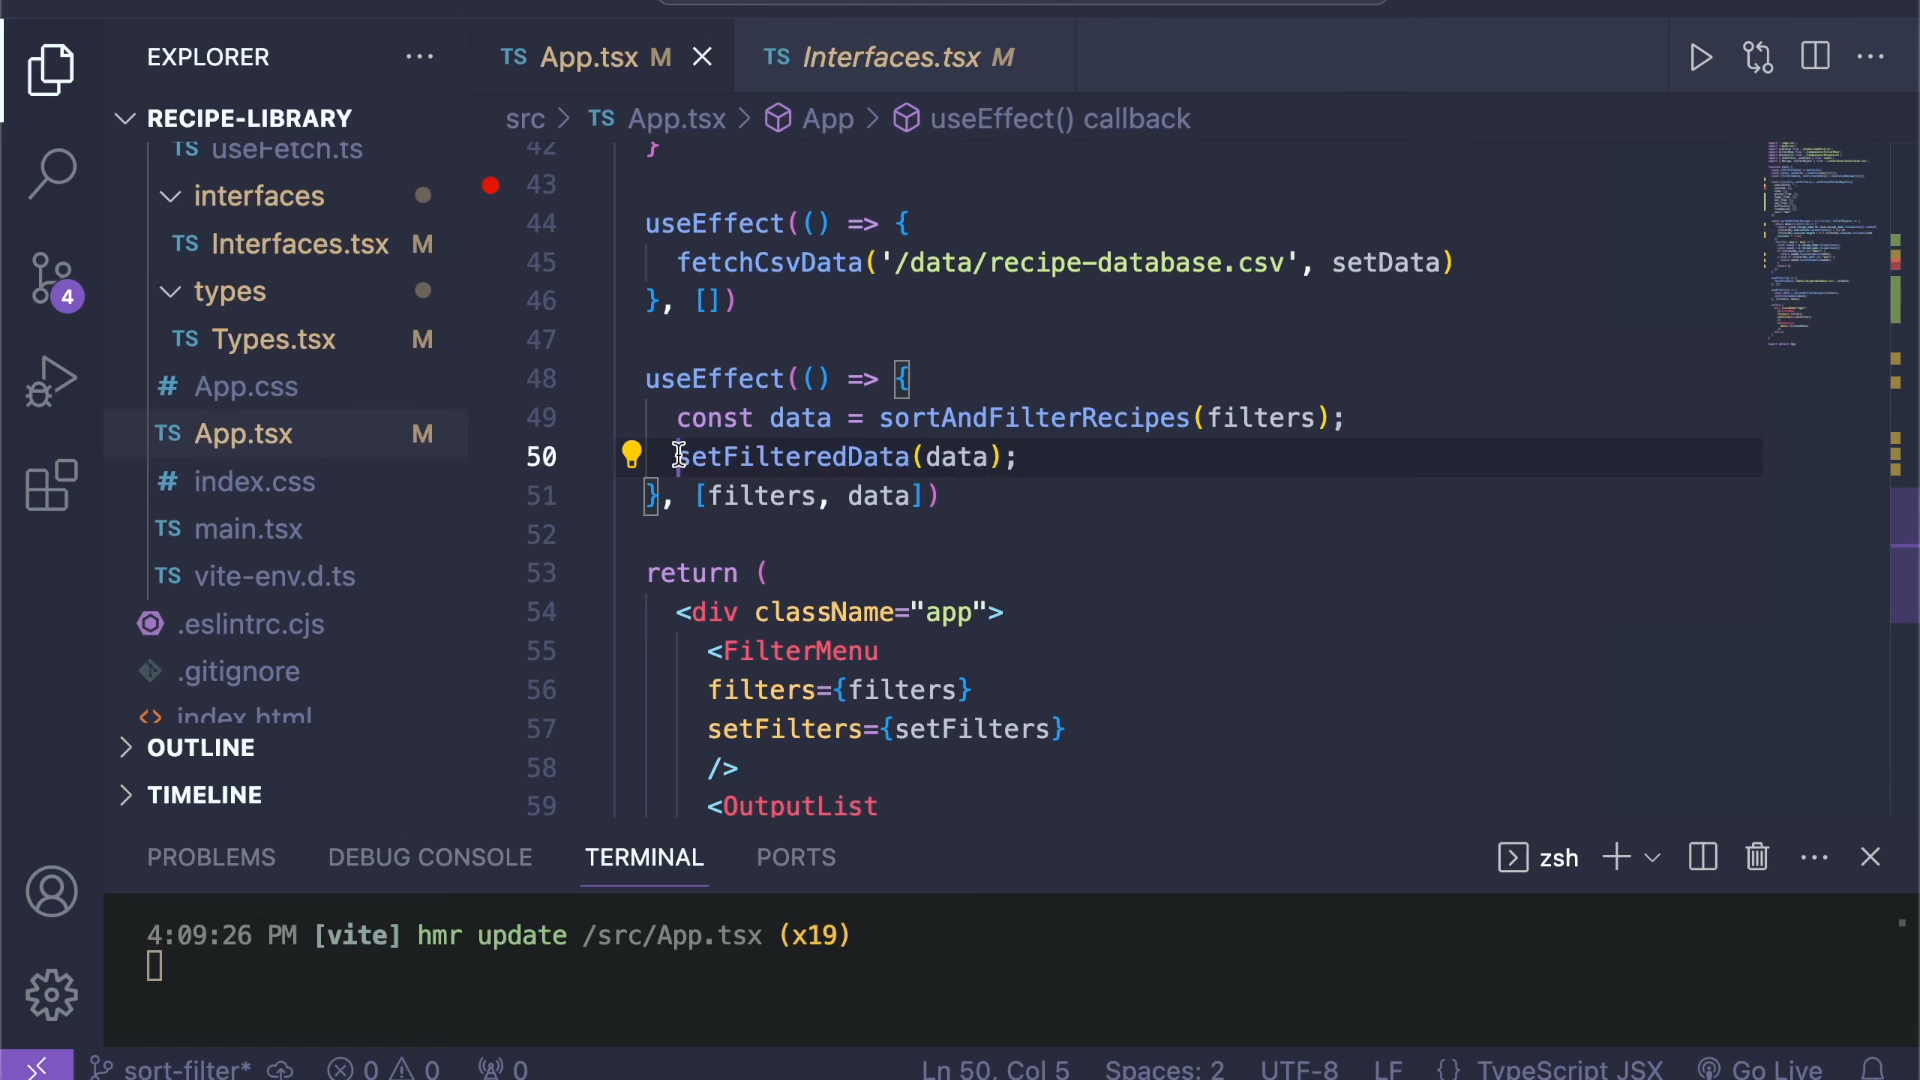 EXPLORER
RECIPE-LIBRARY
TS useFetch.ts
interfaces
TS Interfaces.tsx M
types
TS Types.tsx M
# App.css
TS App.tsx M
# index.css
TS main.tsx
TS vite-env.d.ts
.eslintrc.cjs
.gitignore
<> index.html
OUTLINE
TIMELINE
4
TS App.tsx M
TS Interfaces.tsx M
src > TS App.tsx > App > useEffect() callback
42 }
43
44 useEffect(() => {
45 fetchCsvData('/data/recipe-database.csv', setData)
46 }, [])
47
48 useEffect(() => {
49 const data = sortAndFilterRecipes(filters);
50 setFilteredData(data);
51 }, [filters, data])
52
53 return (
54 <div className="app">
55 <FilterMenu
56 filters={filters}
57 setFilters={setFilters}
58 />
59 <OutputList
PROBLEMS DEBUG CONSOLE TERMINAL PORTS
zsh
4:09:26 PM [vite] hmr update /src/App.tsx (x19)
sort-filter* 0 0 0 Ln 50, Col 5 Spaces: 2 UTF-8 LF {} TypeScript JSX Go Live